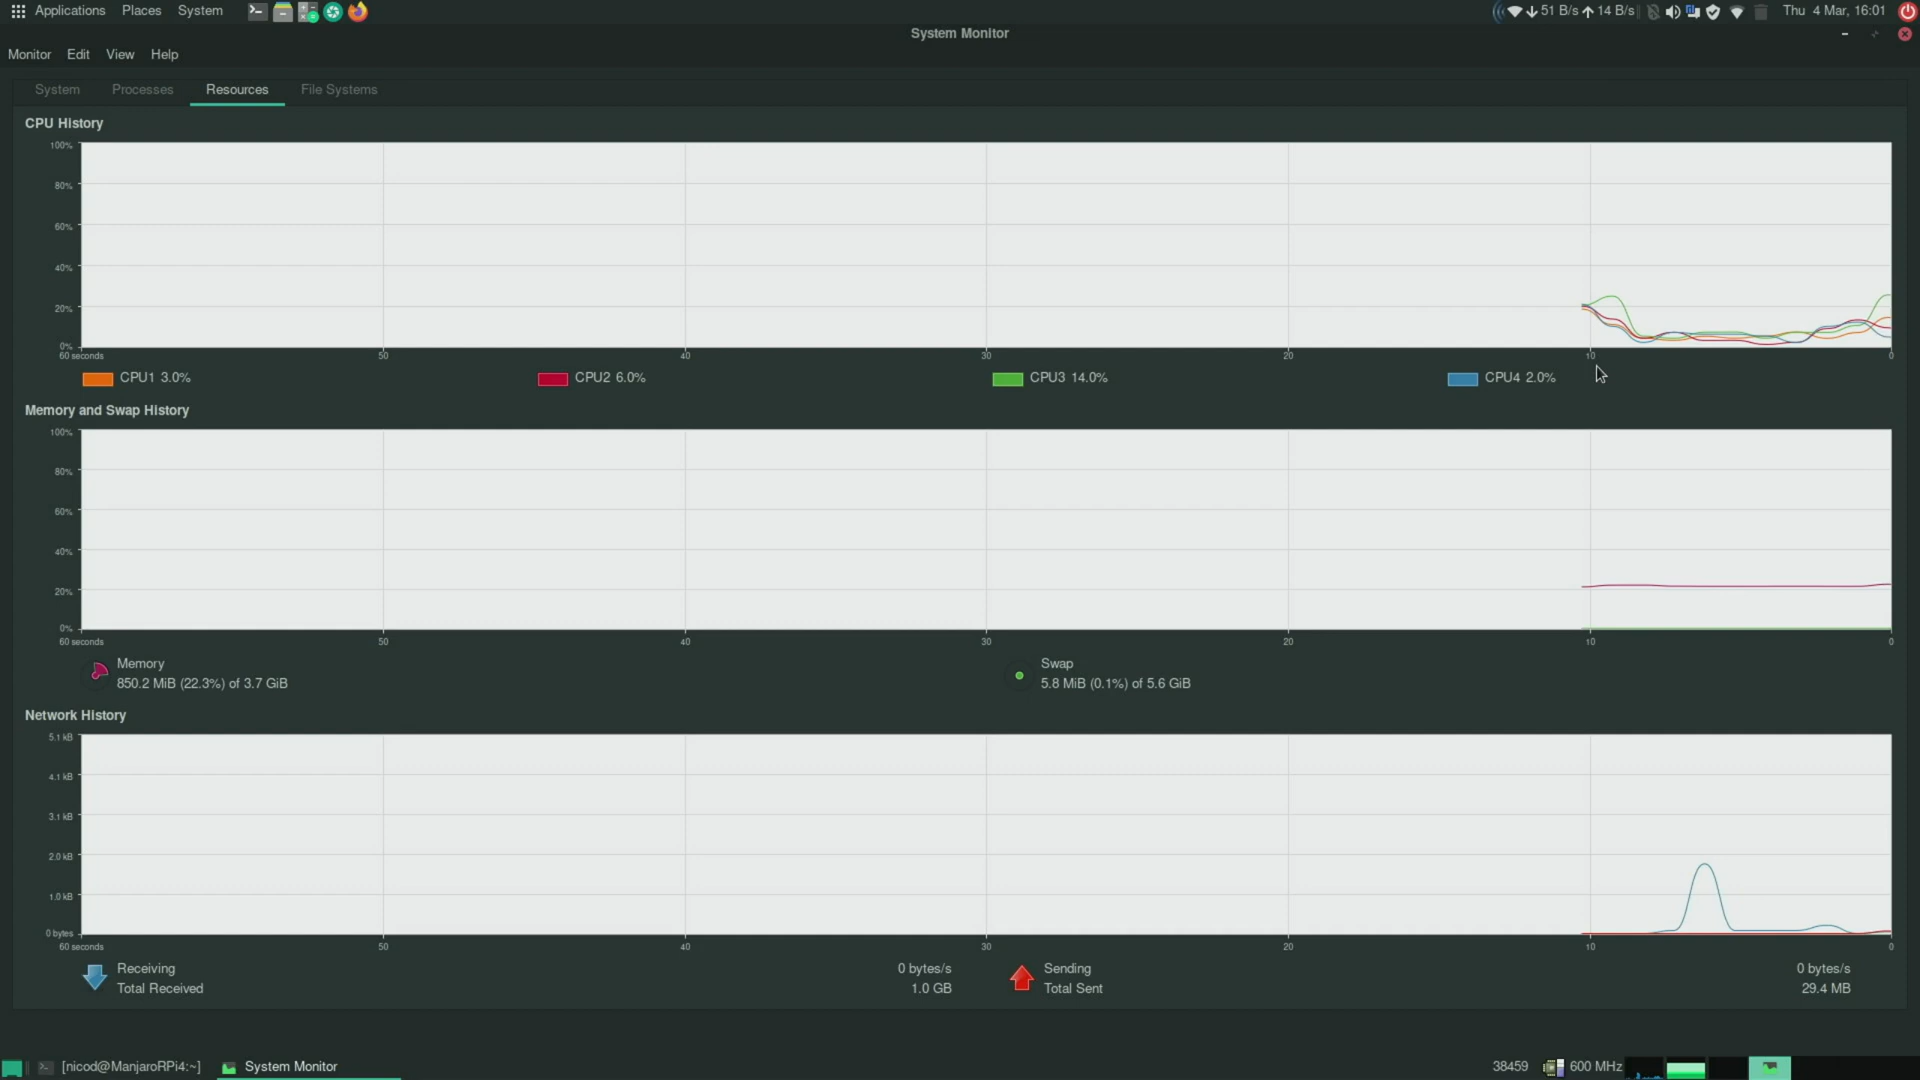 Applications Places System 51 B/s 14 B/s Thu 4 Mar, 16:01
System Monitor
Monitor Edit View Help
System Processes Resources File Systems
CPU History
100%
80%
60%
40%
20%
0%
60 seconds 50 40 30 20 10 0
CPU1 3.0% CPU2 6.0% CPU3 14.0% CPU4 2.0%
Memory and Swap History
100%
80%
60%
40%
20%
0%
60 seconds 50 40 30 20 10 0
Memory Swap
850.2 MiB (22.3%) of 3.7 GiB 5.8 MiB (0.1%) of 5.6 GiB
Network History
5.1 kB
4.1 kB
3.1 kB
2.0 kB
1.0 kB
0 bytes
60 seconds 50 40 30 20 10 0
Receiving 0 bytes/s Sending 0 bytes/s
Total Received 1.0 GB Total Sent 29.4 MB
[nicod@ManjaroRPi4:~] System Monitor 38459 600 MHz